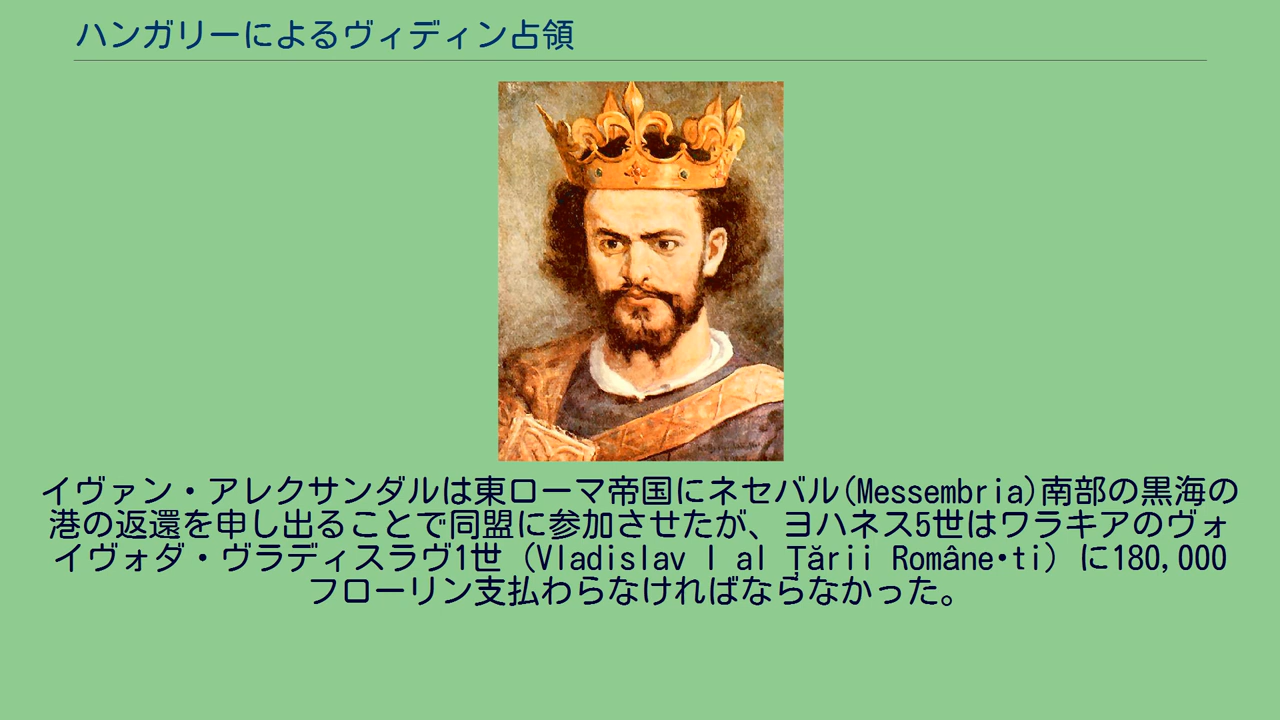 ハンガリーによるヴィディン占領
イヴァン・アレクサンダルは東ローマ帝国にネセバル(Messembria)南部の黒海の
港の返還を申し出ることで同盟に参加させたが、ヨハネス5世はワラキアのヴォ
イヴォダ・ヴラディスラヴ1世 (Vladislav I al Țării Române•ti) に180,000
フローリン支払わらなければならなかった。